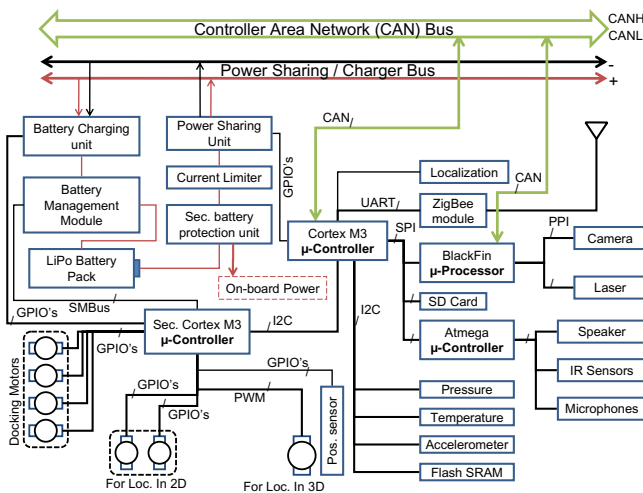 CANH
Controller Area Network (CAN) Bus
CANL
-
Power Sharing / Charger Bus
+
Battery Charging
unit
Power Sharing
Unit
CAN
GPIO's
CAN
Battery
Management
Module
Current Limiter
Localization
UART
ZigBee
module
Sec. battery
protection unit
Cortex M3
μ-Controller
SPI
PPI
Camera
LiPo Battery
Pack
BlackFin
μ-Processor
On-board Power
Laser
SMBus
SD Card
GPIO's
I2C
Sec. Cortex M3
μ-Controller
I2C
Atmega
μ-Controller
Speaker
GPIO's
GPIO's
IR Sensors
Docking Motors
GPIO's
PWM
GPIO's
Pos. sensor
Pressure
Microphones
Temperature
Accelerometer
Flash SRAM
For Loc. In 2D
For Loc. In 3D